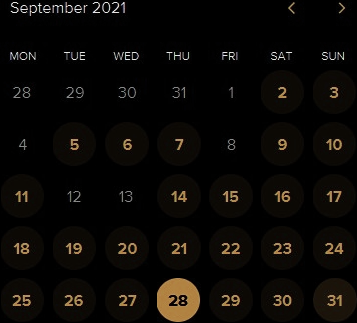 September 2021 < >
MON TUE WED THU FRI SAT SUN
28 29 30 31 1 2 3
4 5 6 7 8 9 10
11 12 13 14 15 16 17
18 19 20 21 22 23 24
25 26 27 28 29 30 31